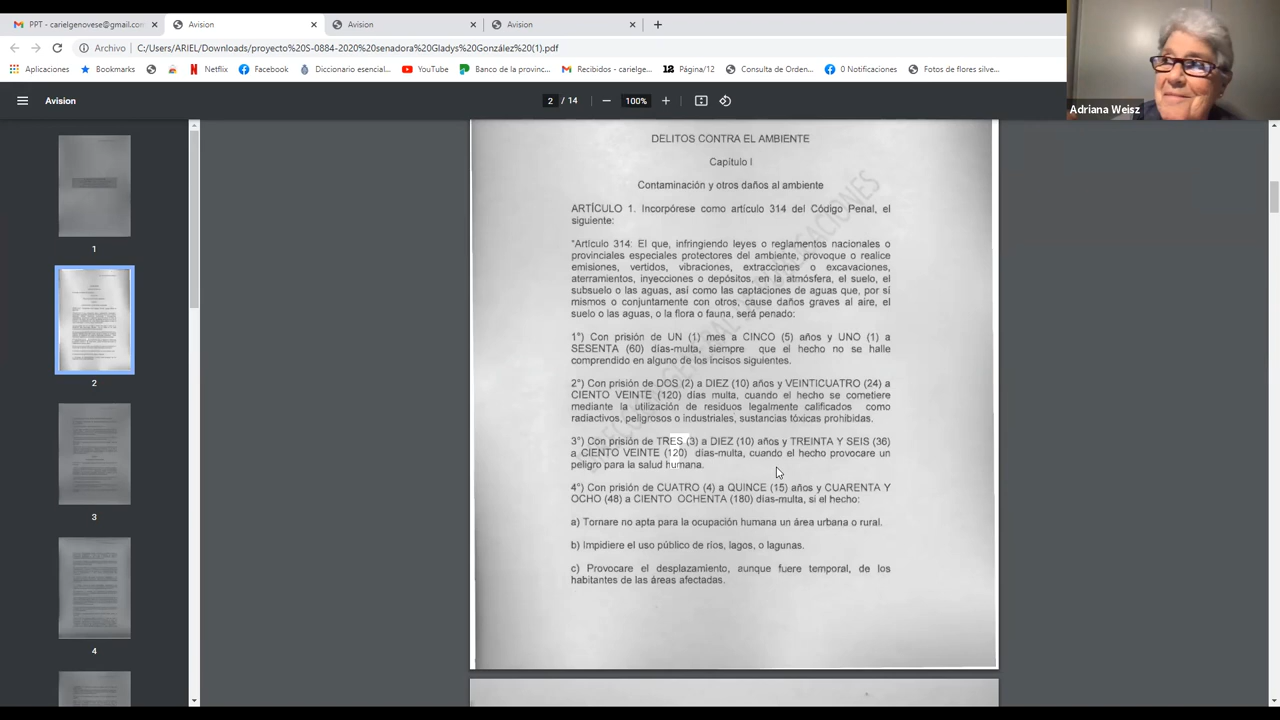 PPT - carielgenovese@gmail.com
Avision
Avision
Avision
Archivo
C:/Users/ARIEL/Downloads/proyecto%20S-0884-2020%20senadora%20Gladys%20González%20(1).pdf
Aplicaciones
Bookmarks
Netflix
Facebook
Diccionario esencial...
YouTube
Banco de la provinc...
Recibidos - carielge...
12
Página/12
Consulta de Orden...
0 Notificaciones
Fotos de flores silve...
Avision
2 / 14
100%
Adriana Weisz
1
2
3
4
DELITOS CONTRA EL AMBIENTE
Capítulo I
Contaminación y otros daños al ambiente
ARTÍCULO 1. Incorpórese como artículo 314 del Código Penal, el
siguiente:
"Artículo 314: El que, infringiendo leyes o reglamentos nacionales o
provinciales especiales protectores del ambiente, provoque o realice
emisiones, vertidos, vibraciones, extracciones o excavaciones,
aterramientos, inyecciones o depósitos, en la atmósfera, el suelo, el
subsuelo o las aguas, así como las captaciones de aguas que, por sí
mismos o conjuntamente con otros, cause daños graves al aire, el
suelo o las aguas, o la flora o fauna, será penado:
1°) Con prisión de UN (1) mes a CINCO (5) años y UNO (1) a
SESENTA (60) días-multa, siempre que el hecho no se halle
comprendido en alguno de los incisos siguientes.
2°) Con prisión de DOS (2) a DIEZ (10) años y VEINTICUATRO (24) a
CIENTO VEINTE (120) días multa, cuando el hecho se cometiere
mediante la utilización de residuos legalmente calificados como
radiactivos, peligrosos o industriales, sustancias tóxicas prohibidas.
3°) Con prisión de TRES (3) a DIEZ (10) años y TREINTA Y SEIS (36)
a CIENTO VEINTE (120) días-multa, cuando el hecho provocare un
peligro para la salud humana.
4°) Con prisión de CUATRO (4) a QUINCE (15) años y CUARENTA Y
OCHO (48) a CIENTO OCHENTA (180) días-multa, si el hecho:
a) Tornare no apta para la ocupación humana un área urbana o rural.
b) Impidiere el uso público de ríos, lagos, o lagunas.
c) Provocare el desplazamiento, aunque fuere temporal, de los
habitantes de las áreas afectadas.